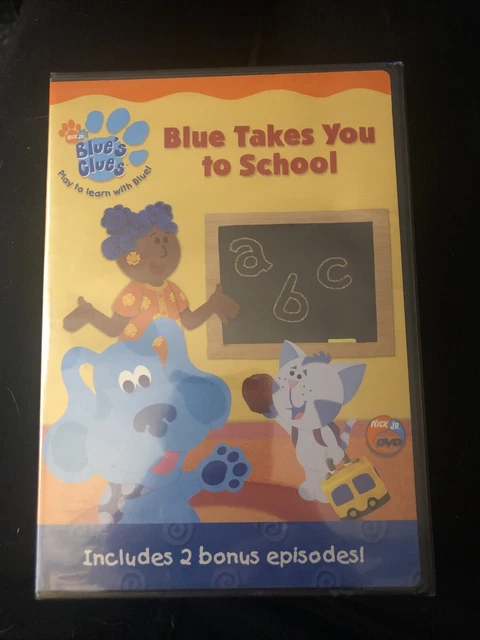 NICK JR.
Blue's
Clues
Play to learn with Blue!
Blue Takes You
to School
a b c
NICK JR.
DVD
Includes 2 bonus episodes!